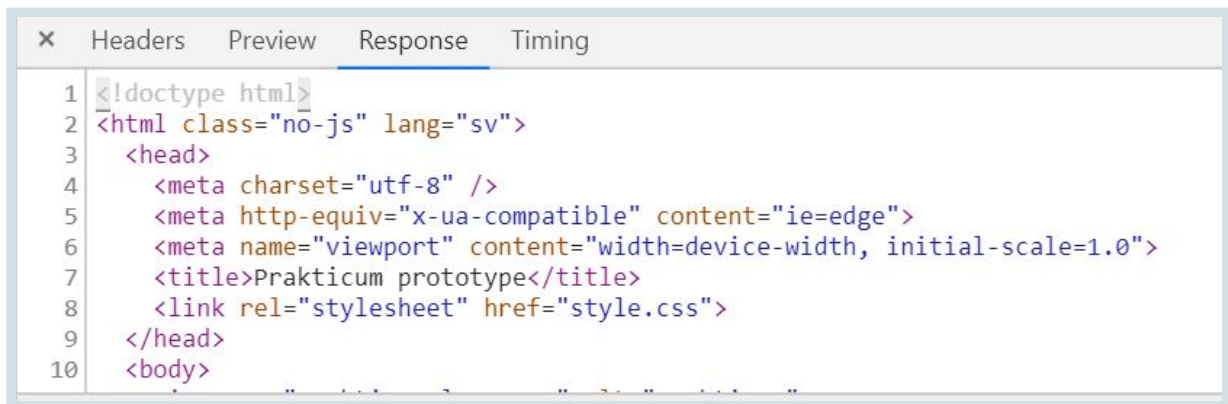 × Headers Preview Response Timing
1 <!doctype html>
2 <html class="no-js" lang="sv">
3 <head>
4 <meta charset="utf-8" />
5 <meta http-equiv="x-ua-compatible" content="ie=edge">
6 <meta name="viewport" content="width=device-width, initial-scale=1.0">
7 <title>Prakticum prototype</title>
8 <link rel="stylesheet" href="style.css">
9 </head>
10 <body>